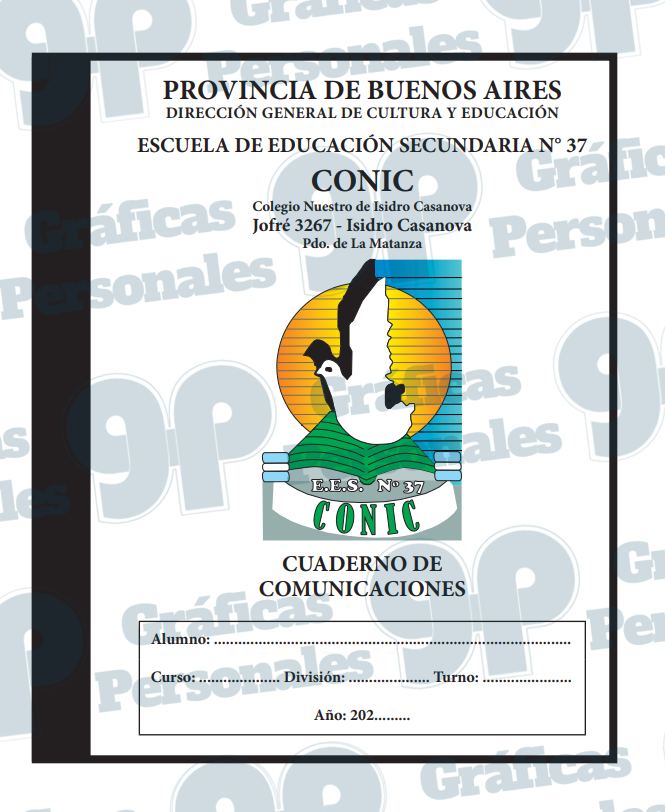 PROVINCIA DE BUENOS AIRES
DIRECCIÓN GENERAL DE CULTURA Y EDUCACIÓN
ESCUELA DE EDUCACIÓN SECUNDARIA N° 37
CONIC
Colegio Nuestro de Isidro Casanova
Jofré 3267 - Isidro Casanova
Pdo. de La Matanza
E.E.S. Nº 37
CONIC
CUADERNO DE
COMUNICACIONES
Alumno: ........................................................................................
Curso: .................... División: .................... Turno: ......................
Año: 202.........
gp
Gráficas
Personales